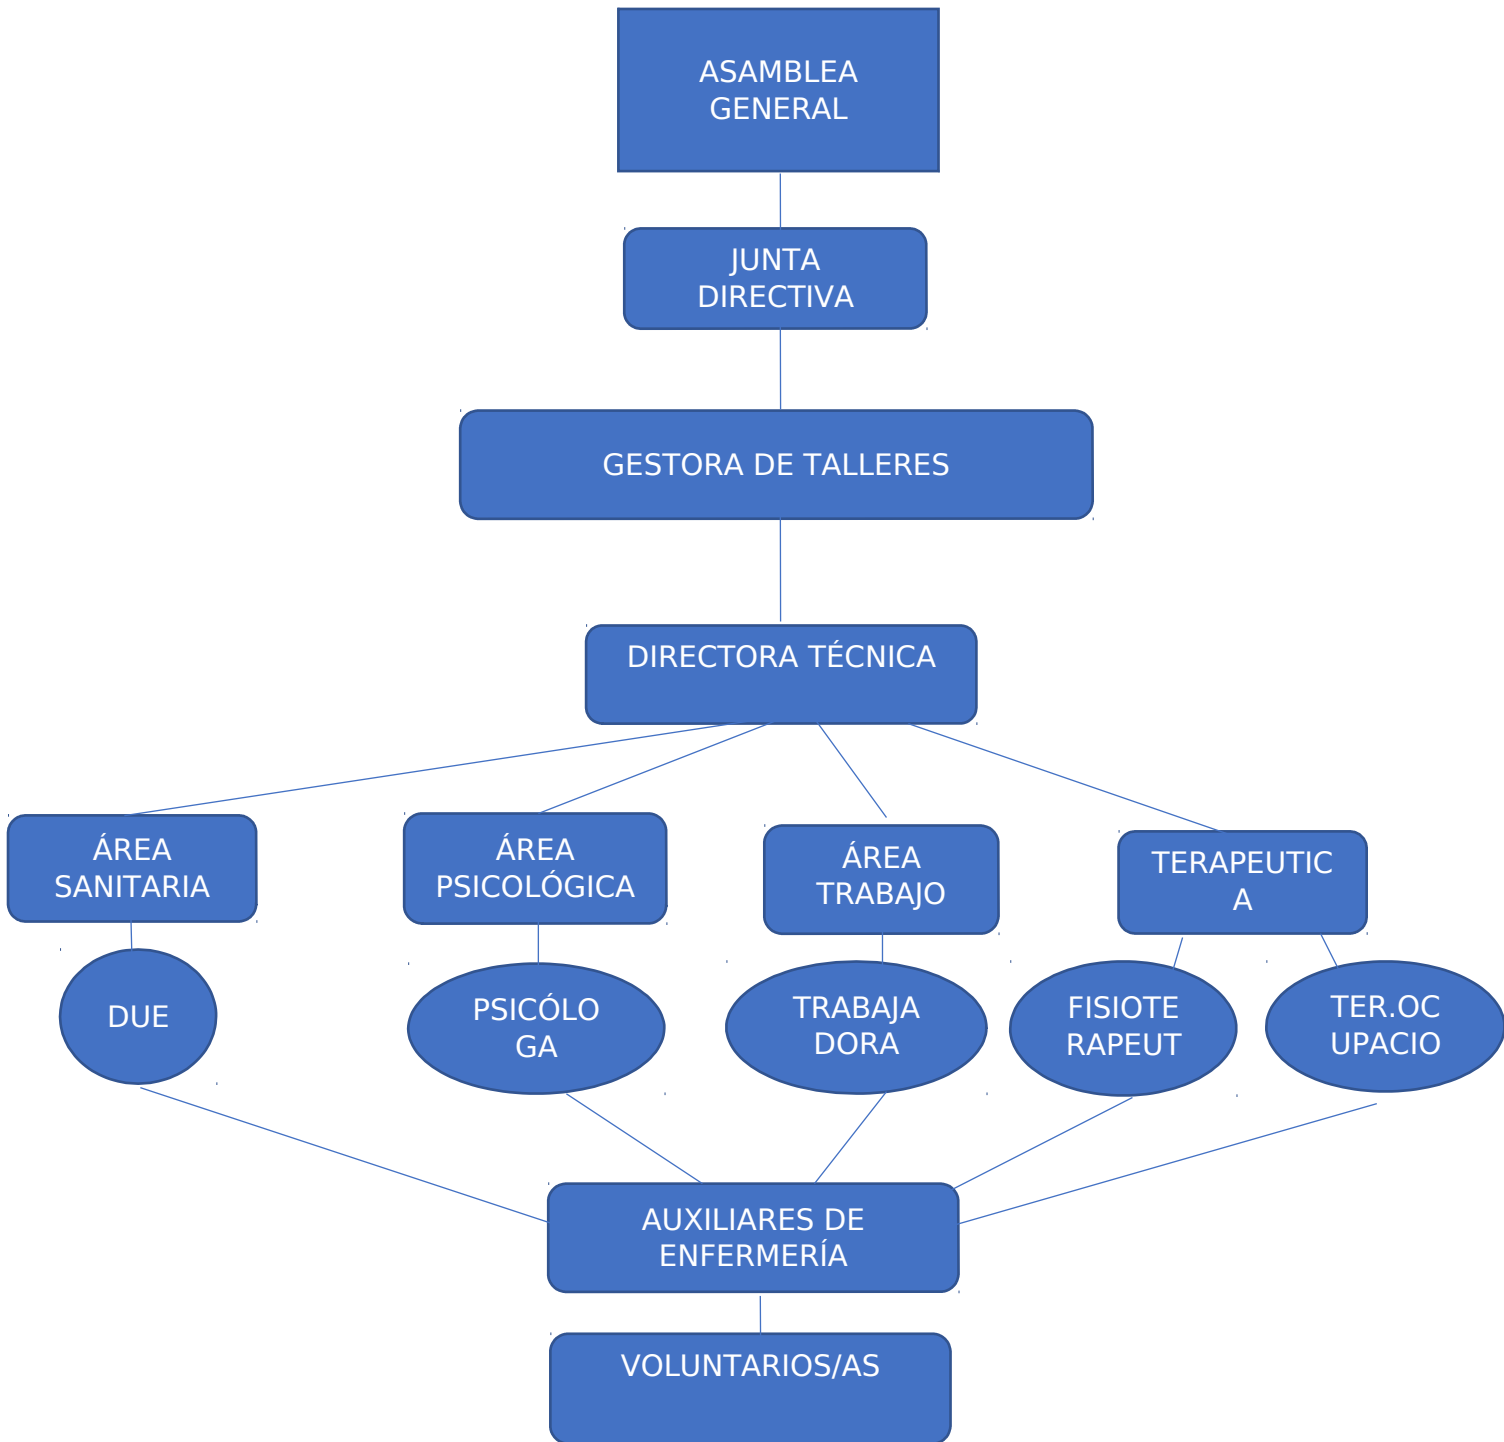 ASAMBLEA
GENERAL
JUNTA
DIRECTIVA
GESTORA DE TALLERES
DIRECTORA TÉCNICA
ÁREA
SANITARIA
ÁREA
PSICOLÓGICA
ÁREA
TRABAJO
TERAPEUTIC
A
DUE
PSICÓLO
GA
TRABAJA
DORA
FISIOTE
RAPEUT
TER.OC
UPACIO
AUXILIARES DE
ENFERMERÍA
VOLUNTARIOS/AS